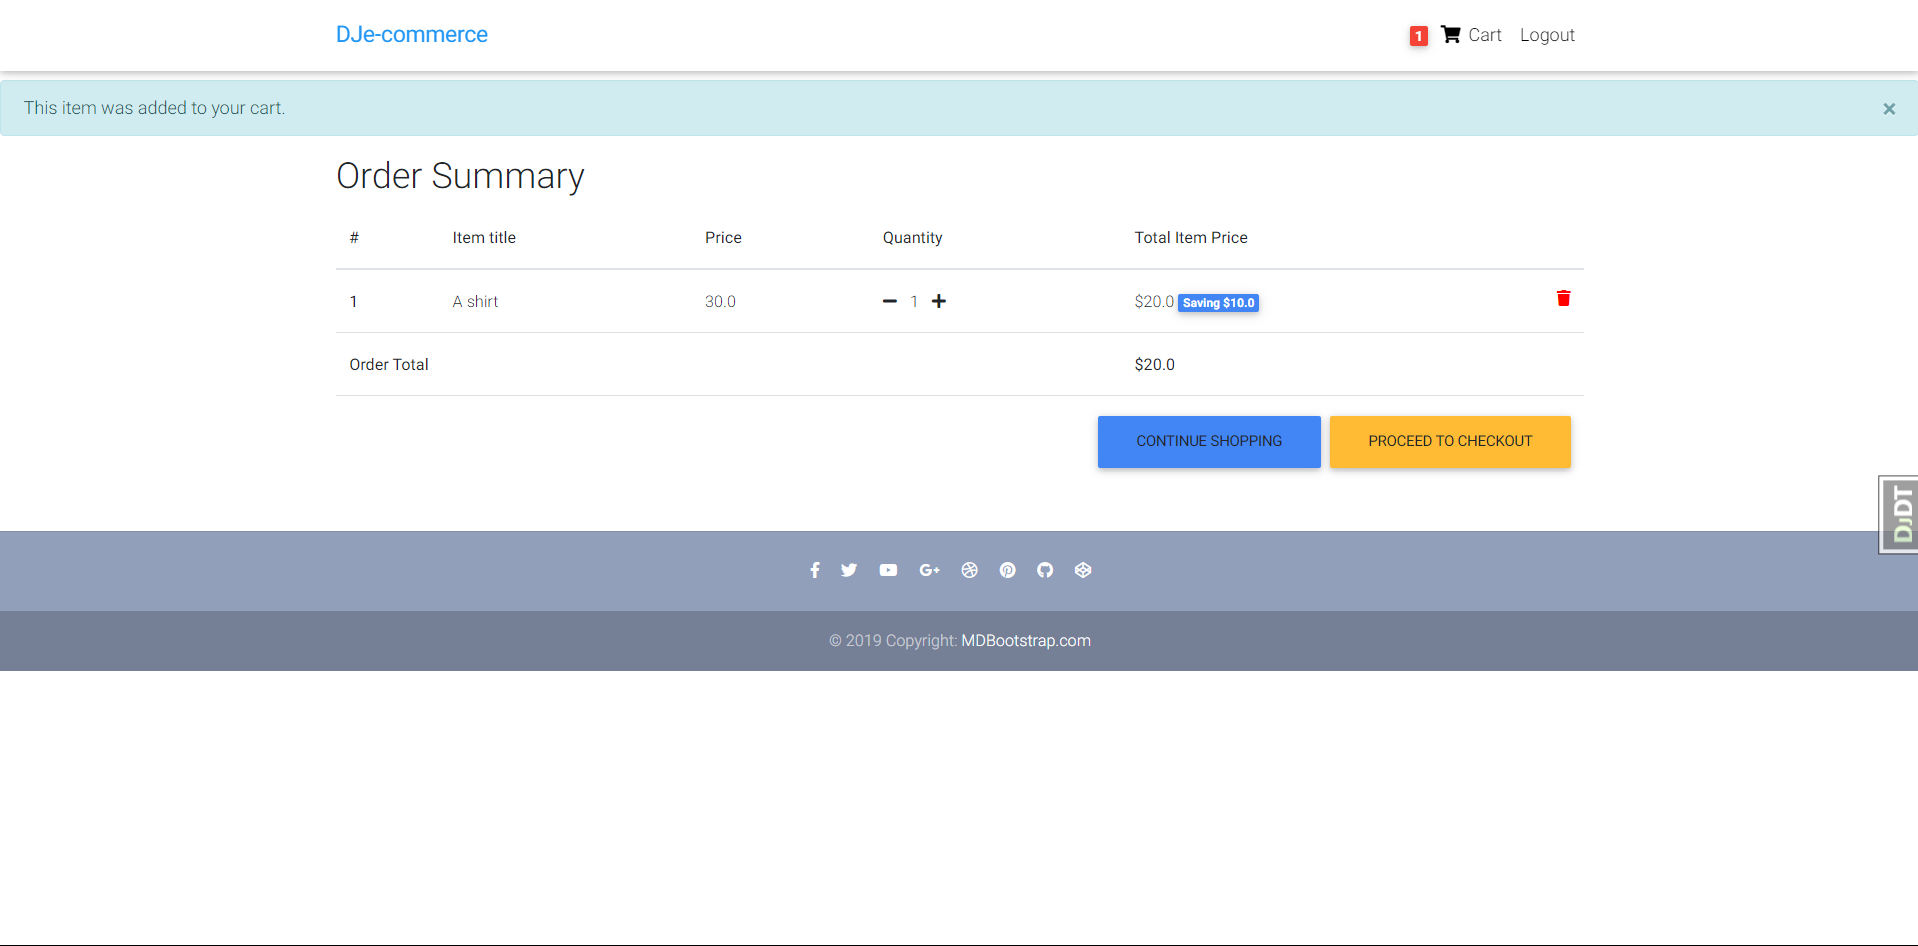 DJe-commerce
1 Cart Logout
This item was added to your cart.
×
Order Summary
# Item title Price Quantity Total Item Price
1 A shirt 30.0 1 $20.0 Saving $10.0
Order Total $20.0
CONTINUE SHOPPING PROCEED TO CHECKOUT
DJDT
© 2019 Copyright: MDBootstrap.com